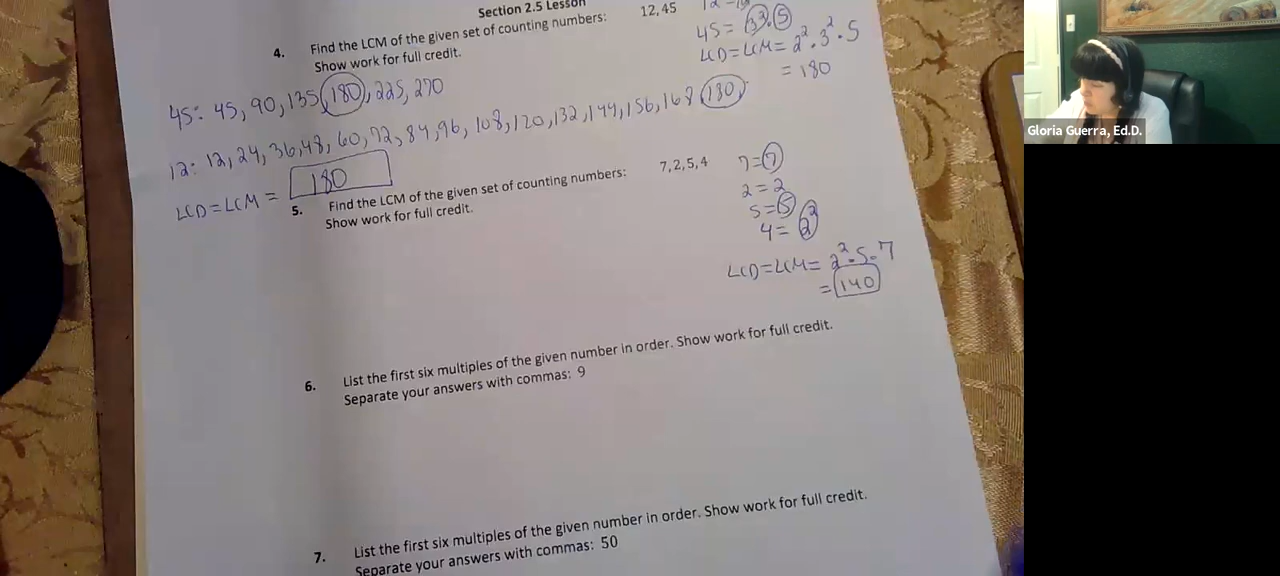 Section 2.5 Lesson
4. Find the LCM of the given set of counting numbers: 12, 45
Show work for full credit.
45 = 3²·5
LCD = LCM = 2²·3²·5
= 180
45: 45, 90, 135, 180, 225, 270
12: 12, 24, 36, 48, 60, 72, 84, 96, 108, 120, 132, 144, 156, 168, 180,
LCD = LCM = 180
5. Find the LCM of the given set of counting numbers: 7,2,5,4
Show work for full credit.
7 = 7
2 = 2
5 = 5
4 = 2²
LCD = LCM = 2²·5·7
= 140
6. List the first six multiples of the given number in order. Show work for full credit.
Separate your answers with commas: 9
7. List the first six multiples of the given number in order. Show work for full credit.
Separate your answers with commas: 50
Gloria Guerra, Ed.D.